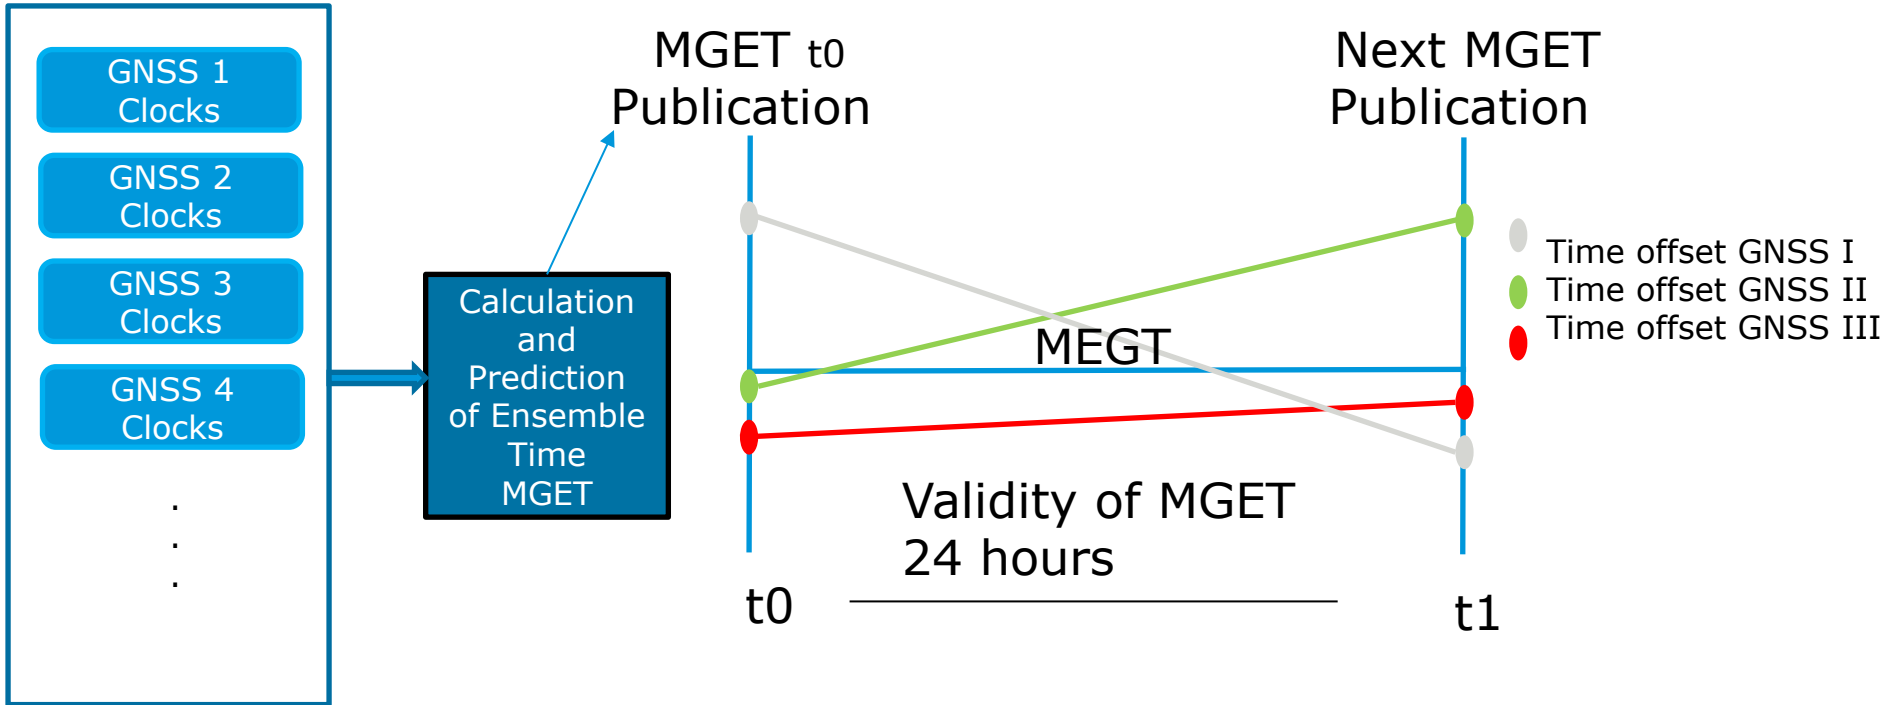 GNSS 1
Clocks
GNSS 2
Clocks
GNSS 3
Clocks
GNSS 4
Clocks
.
.
.
Calculation
and
Prediction
of Ensemble
Time
MGET
MGET t0
Publication
Next MGET
Publication
MEGT
Time offset GNSS I
Time offset GNSS II
Time offset GNSS III
Validity of MGET
24 hours
t0
t1